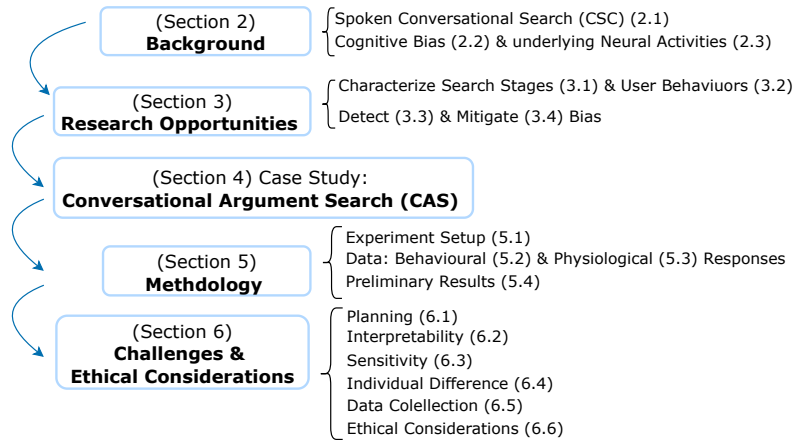 (Section 2)
Background
Spoken Conversational Search (CSC) (2.1)
Cognitive Bias (2.2) & underlying Neural Activities (2.3)
(Section 3)
Research Opportunities
Characterize Search Stages (3.1) & User Behaviuors (3.2)
Detect (3.3) & Mitigate (3.4) Bias
(Section 4) Case Study:
Conversational Argument Search (CAS)
(Section 5)
Methdology
Experiment Setup (5.1)
Data: Behavioural (5.2) & Physiological (5.3) Responses
Preliminary Results (5.4)
(Section 6)
Challenges &
Ethical Considerations
Planning (6.1)
Interpretability (6.2)
Sensitivity (6.3)
Individual Difference (6.4)
Data Colellection (6.5)
Ethical Considerations (6.6)